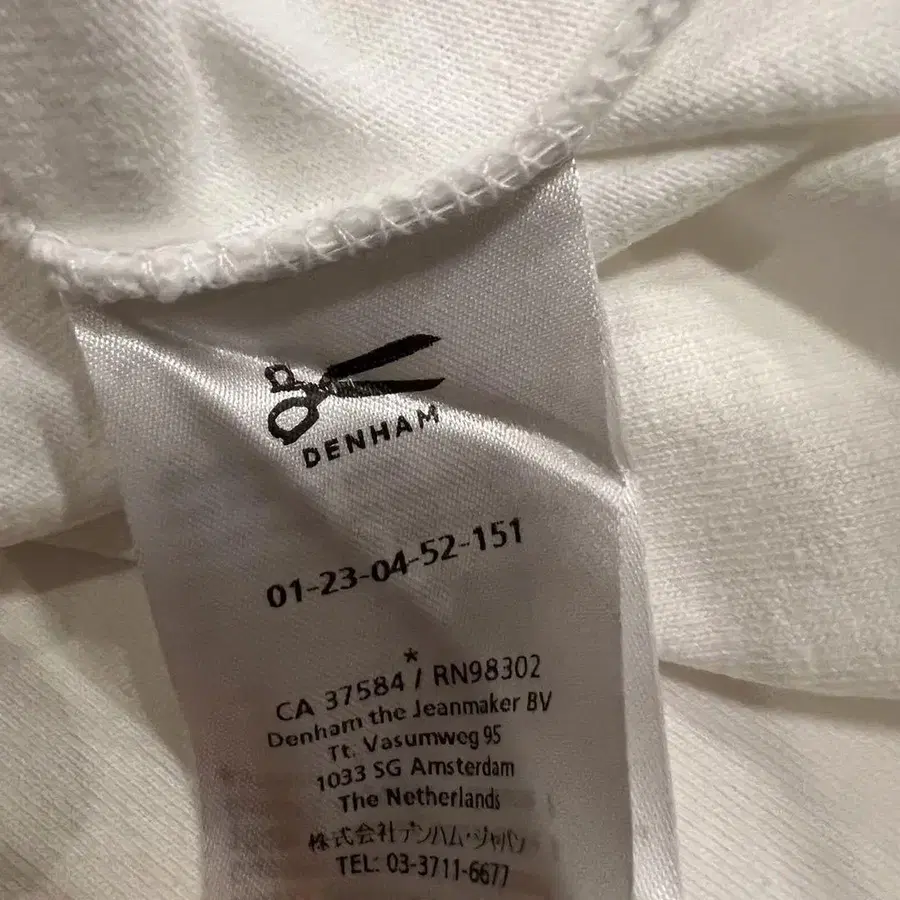 DENHAM
01-23-04-52-151
*
CA 37584 / RN98302
Denham the Jeanmaker BV
Tt. Vasumweg 95
1033 SG Amsterdam
The Netherlands
株式会社デンハム・ジャパン
TEL: 03-3711-6677